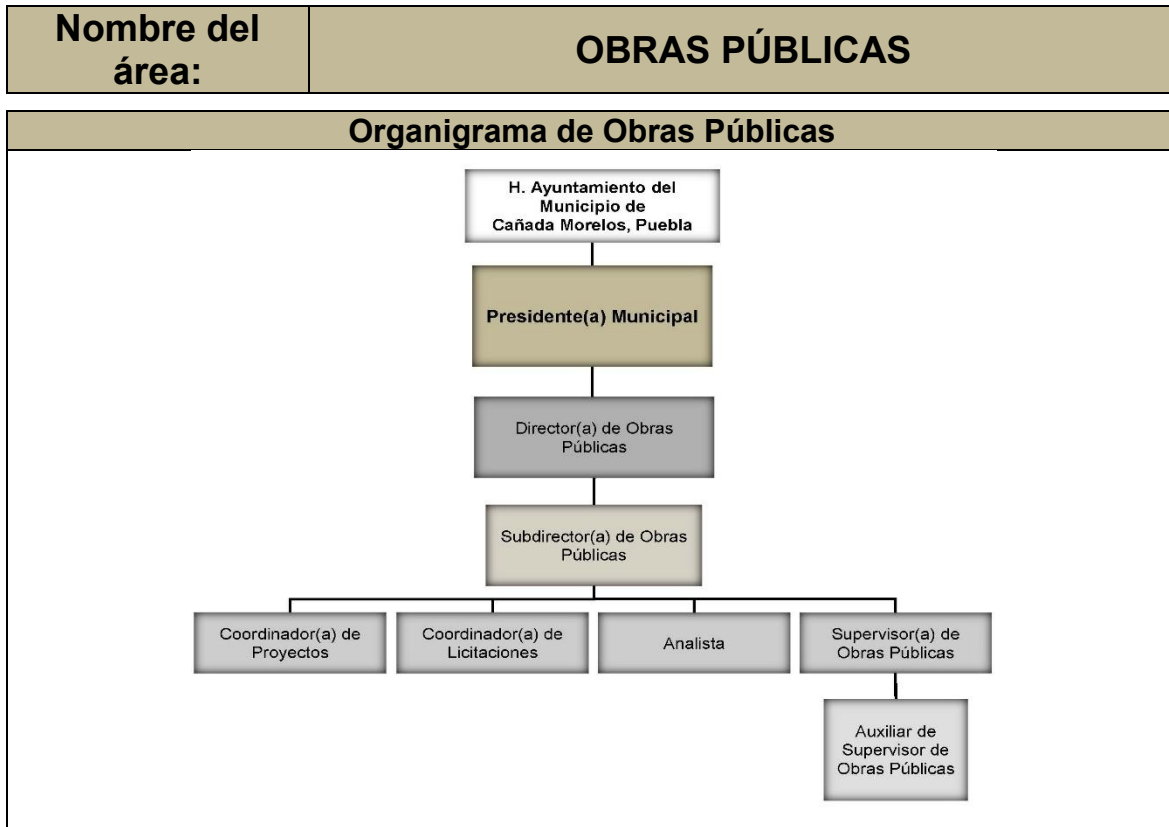 Nombre del
área:
OBRAS PÚBLICAS
Organigrama de Obras Públicas
H. Ayuntamiento del
Municipio de
Cañada Morelos, Puebla
Presidente(a) Municipal
Director(a) de Obras
Públicas
Subdirector(a) de Obras
Públicas
Coordinador(a) de
Proyectos
Coordinador(a) de
Licitaciones
Analista
Supervisor(a) de
Obras Públicas
Auxiliar de
Supervisor de
Obras Públicas